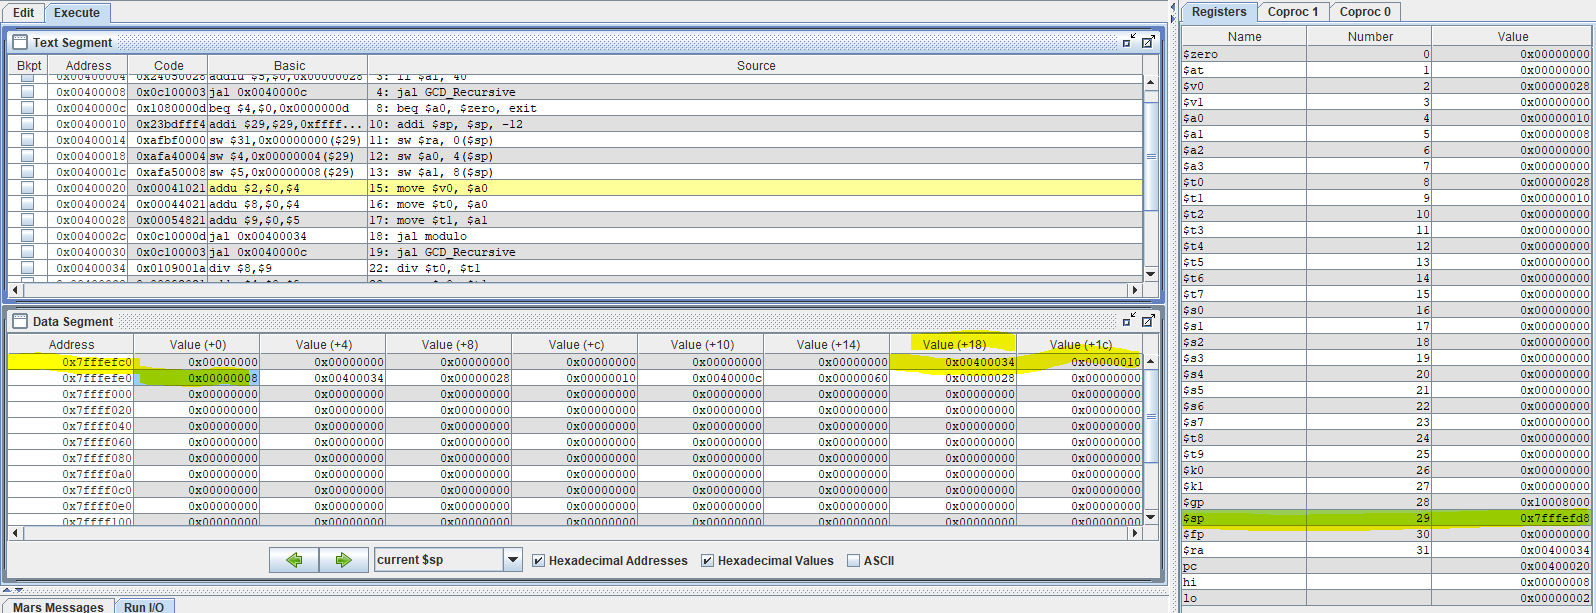 Edit Execute
Text Segment
Bkpt Address Code Basic Source
0x00400004 0x24050028 addiu $5,$0,0x00000028 3: li $a1, 40
0x00400008 0x0c100003 jal 0x0040000c 4: jal GCD_Recursive
0x0040000c 0x1080000d beq $4,$0,0x0000000d 8: beq $a0, $zero, exit
0x00400010 0x23bdfff4 addi $29,$29,0xffff... 10: addi $sp, $sp, -12
0x00400014 0xafbf0000 sw $31,0x00000000($29) 11: sw $ra, 0($sp)
0x00400018 0xafa40004 sw $4,0x00000004($29) 12: sw $a0, 4($sp)
0x0040001c 0xafa50008 sw $5,0x00000008($29) 13: sw $a1, 8($sp)
0x00400020 0x00041021 addu $2,$0,$4 15: move $v0, $a0
0x00400024 0x00044021 addu $8,$0,$4 16: move $t0, $a0
0x00400028 0x00054821 addu $9,$0,$5 17: move $t1, $a1
0x0040002c 0x0c10000d jal 0x00400034 18: jal modulo
0x00400030 0x0c100003 jal 0x0040000c 19: jal GCD_Recursive
0x00400034 0x0109001a div $8,$9 22: div $t0, $t1
Data Segment
Address Value (+0) Value (+4) Value (+8) Value (+c) Value (+10) Value (+14) Value (+18) Value (+1c)
0x7fffefc0 0x00000000 0x00000000 0x00000000 0x00000000 0x00000000 0x00000000 0x00400034 0x00000010
0x7fffefe0 0x00000008 0x00400034 0x00000028 0x00000010 0x0040000c 0x00000060 0x00000028 0x00000000
0x7ffff000 0x00000000 0x00000000 0x00000000 0x00000000 0x00000000 0x00000000 0x00000000 0x00000000
0x7ffff020 0x00000000 0x00000000 0x00000000 0x00000000 0x00000000 0x00000000 0x00000000 0x00000000
0x7ffff040 0x00000000 0x00000000 0x00000000 0x00000000 0x00000000 0x00000000 0x00000000 0x00000000
0x7ffff060 0x00000000 0x00000000 0x00000000 0x00000000 0x00000000 0x00000000 0x00000000 0x00000000
0x7ffff080 0x00000000 0x00000000 0x00000000 0x00000000 0x00000000 0x00000000 0x00000000 0x00000000
0x7ffff0a0 0x00000000 0x00000000 0x00000000 0x00000000 0x00000000 0x00000000 0x00000000 0x00000000
0x7ffff0c0 0x00000000 0x00000000 0x00000000 0x00000000 0x00000000 0x00000000 0x00000000 0x00000000
0x7ffff0e0 0x00000000 0x00000000 0x00000000 0x00000000 0x00000000 0x00000000 0x00000000 0x00000000
0x7ffff100 0x00000000 0x00000000 0x00000000 0x00000000 0x00000000 0x00000000 0x00000000 0x00000000
current $sp Hexadecimal Addresses Hexadecimal Values ASCII
Mars Messages Run I/O
Registers Coproc 1 Coproc 0
Name Number Value
$zero 0 0x00000000
$at 1 0x00000000
$v0 2 0x00000028
$v1 3 0x00000000
$a0 4 0x00000010
$a1 5 0x00000008
$a2 6 0x00000000
$a3 7 0x00000000
$t0 8 0x00000028
$t1 9 0x00000010
$t2 10 0x00000000
$t3 11 0x00000000
$t4 12 0x00000000
$t5 13 0x00000000
$t6 14 0x00000000
$t7 15 0x00000000
$s0 16 0x00000000
$s1 17 0x00000000
$s2 18 0x00000000
$s3 19 0x00000000
$s4 20 0x00000000
$s5 21 0x00000000
$s6 22 0x00000000
$s7 23 0x00000000
$t8 24 0x00000000
$t9 25 0x00000000
$k0 26 0x00000000
$k1 27 0x00000000
$gp 28 0x10008000
$sp 29 0x7fffefd8
$fp 30 0x00000000
$ra 31 0x00400034
pc 0x00400020
hi 0x00000008
lo 0x00000002